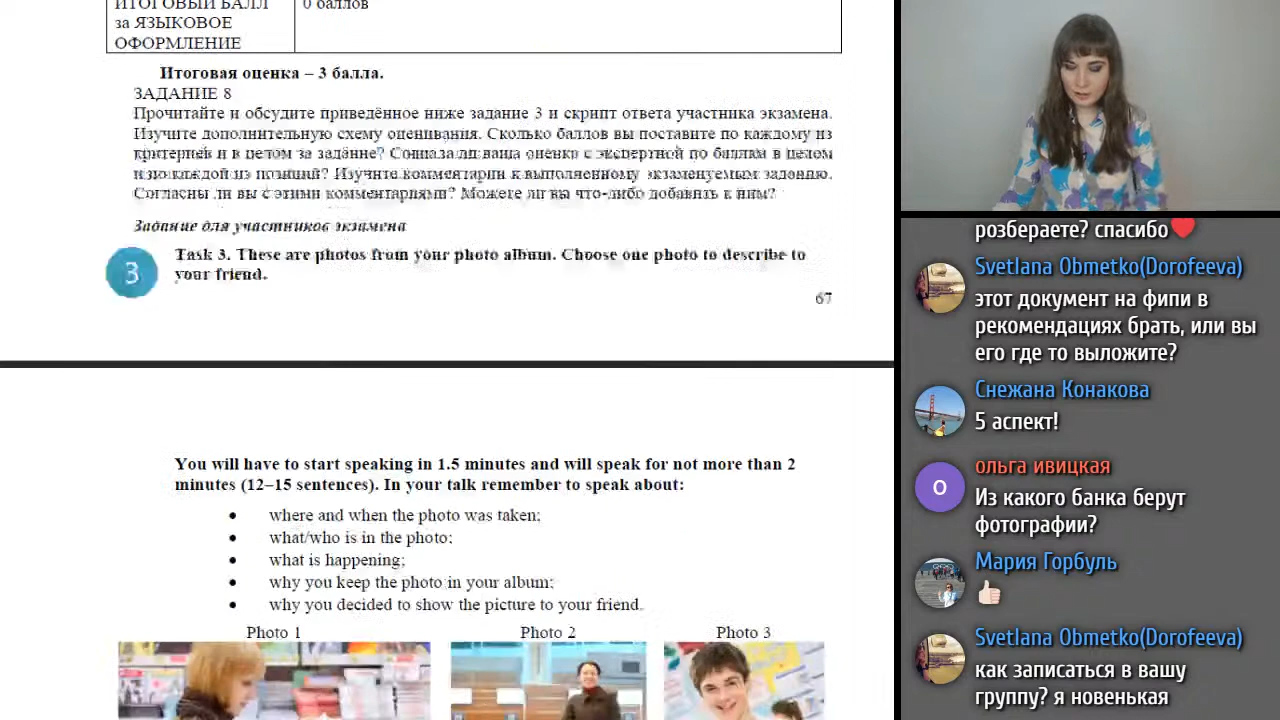 ИТОГОВЫЙ БАЛЛ
за ЯЗЫКОВОЕ
ОФОРМЛЕНИЕ
0 баллов
Итоговая оценка – 3 балла.
ЗАДАНИЕ 8
Прочитайте и обсудите приведённое ниже задание 3 и скрипт ответа участника экзамена.
Изучите дополнительную схему оценивания. Сколько баллов вы поставите по каждому из
критерией и в целом за задание? Совпала ли ваша оценка с экспертной по баллам в целом
и по каждой из позиций? Изучите комментарии к выполненному экзаменуемым заданию.
Согласны ли вы с этими комментариями? Можете ли вы что-либо добавить к ним?
Задание для участников экзамена
3
Task 3. These are photos from your photo album. Choose one photo to describe to
your friend.
67
You will have to start speaking in 1.5 minutes and will speak for not more than 2
minutes (12–15 sentences). In your talk remember to speak about:
• where and when the photo was taken;
• what/who is in the photo;
• what is happening;
• why you keep the photo in your album;
• why you decided to show the picture to your friend.
Photo 1
Photo 2
Photo 3
розбераете? спасибо❤
Svetlana Obmetko(Dorofeeva)
этот документ на фипи в
рекомендациях брать, или вы
его где то выложите?
Снежана Конакова
5 аспект!
ольга ивицкая
О
Из какого банка берут
фотографии?
Мария Горбуль
👍🏻
Svetlana Obmetko(Dorofeeva)
как записаться в вашу
группу? я новенькая